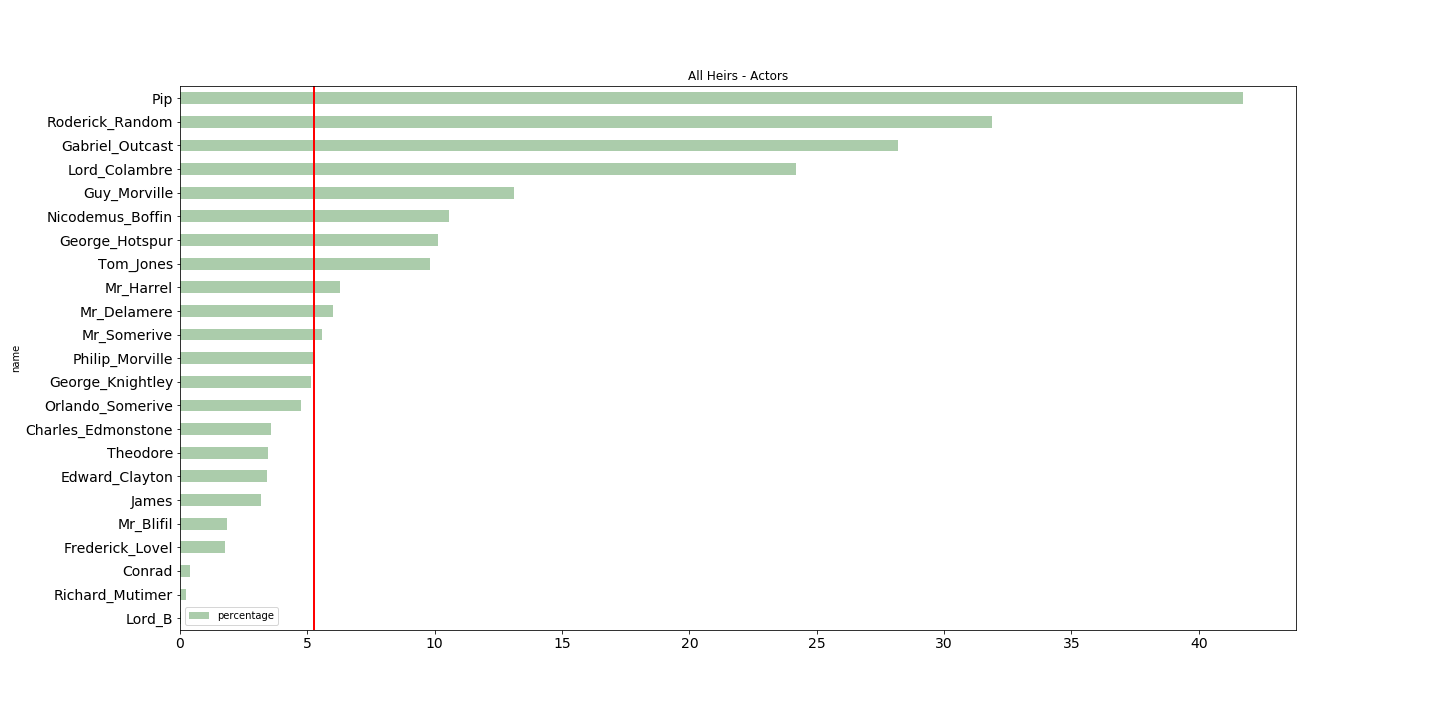 All Heirs - Actors
Pip
Roderick_Random
Gabriel_Outcast
Lord_Colambre
Guy_Morville
Nicodemus_Boffin
George_Hotspur
Tom_Jones
Mr_Harrel
Mr_Delamere
Mr_Somerive
Philip_Morville
George_Knightley
Orlando_Somerive
Charles_Edmonstone
Theodore
Edward_Clayton
James
Mr_Blifil
Frederick_Lovel
Conrad
Richard_Mutimer
Lord_B
name
percentage
0 5 10 15 20 25 30 35 40